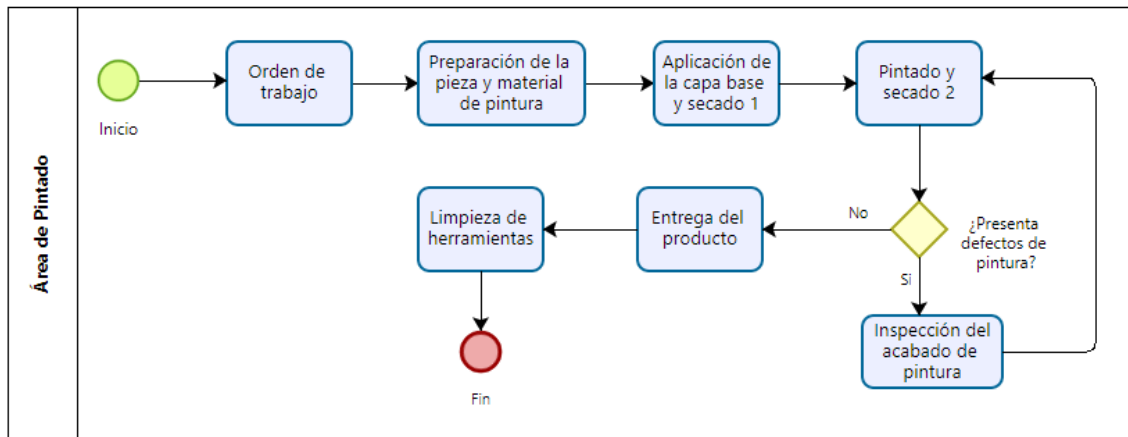 Área de Pintado
Inicio
Orden de
trabajo
Preparación de la
pieza y material
de pintura
Aplicación de
la capa base
y secado 1
Pintado y
secado 2
¿Presenta
defectos de
pintura?
No
Si
Entrega del
producto
Limpieza de
herramientas
Inspección del
acabado de
pintura
Fin